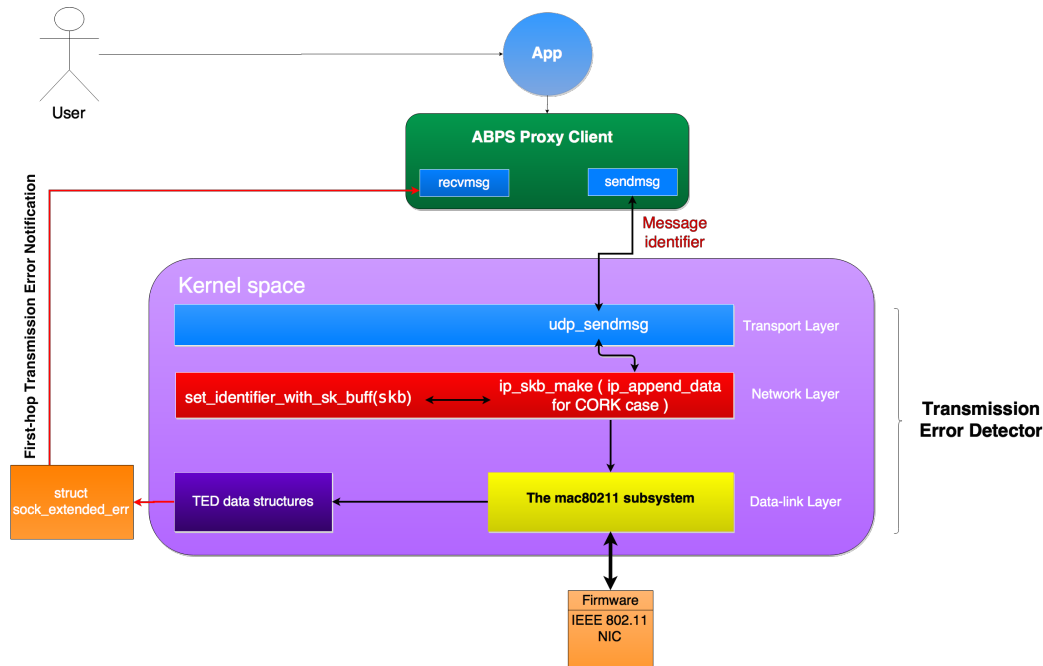 App
User
ABPS Proxy Client
recvmsg
sendmsg
Message
identifier
First-hop Transmission Error Notification
Kernel space
udp_sendmsg
Transport Layer
set_identifier_with_sk_buff(skb)
ip_skb_make ( ip_append_data
for CORK case )
Network Layer
Transmission
Error Detector
struct
sock_extended_err
TED data structures
The mac80211 subsystem
Data-link Layer
Firmware
IEEE 802.11
NIC